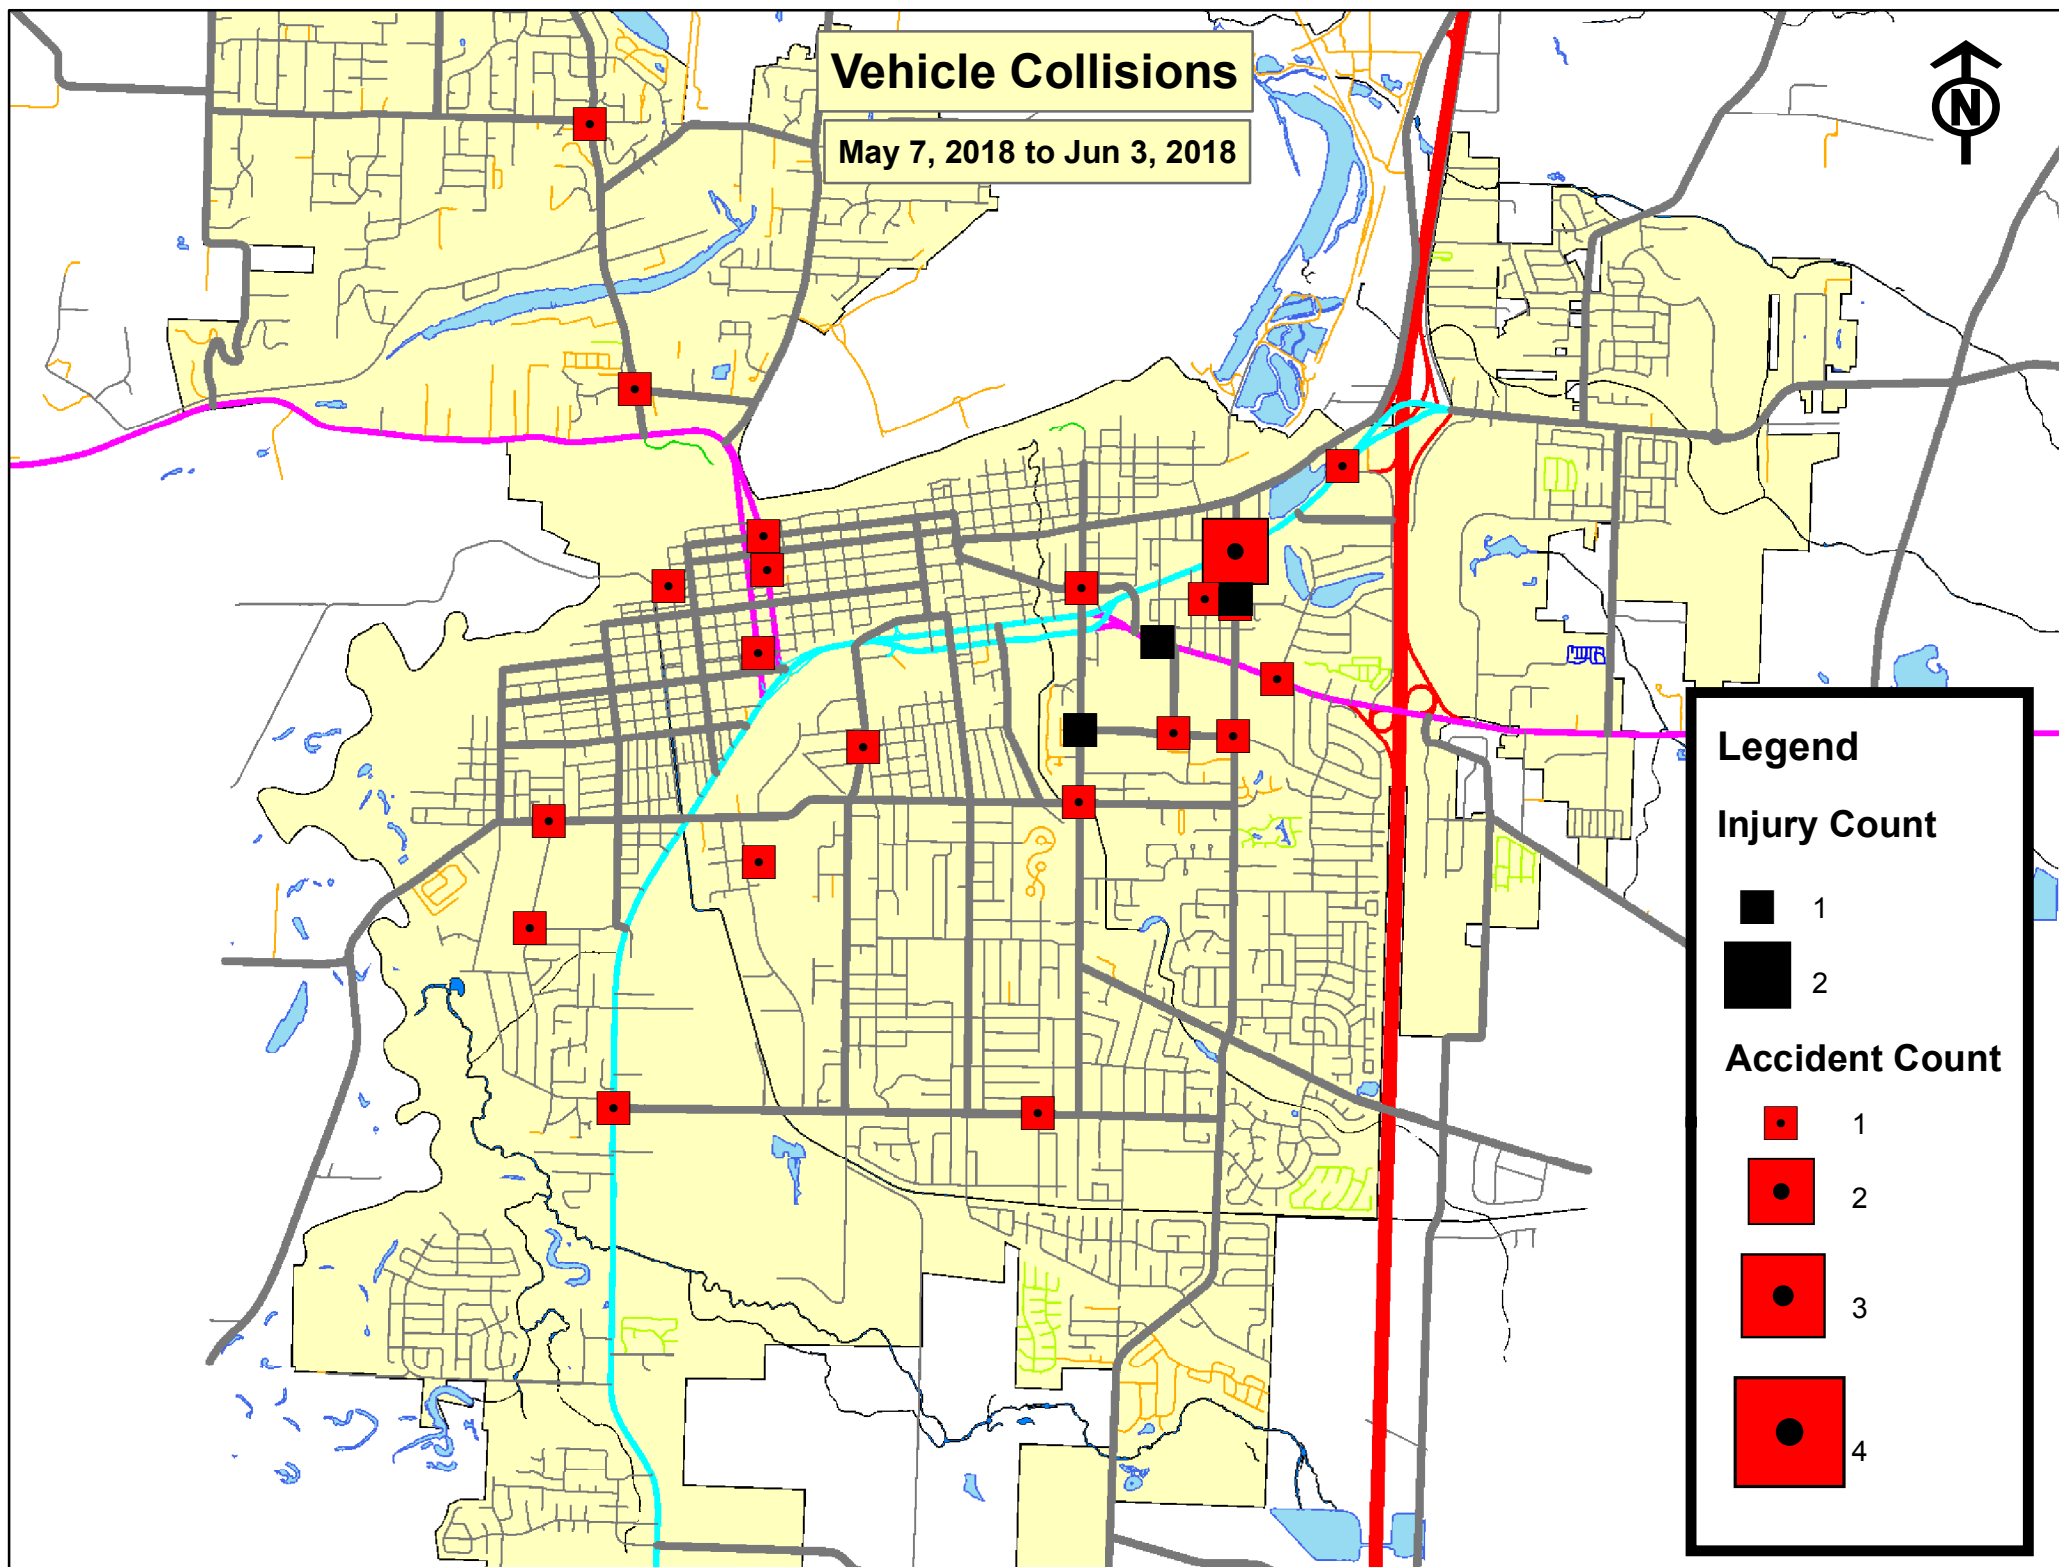 Vehicle Collisions
May 7, 2018 to Jun 3, 2018
N
Legend
Injury Count
1
2
Accident Count
1
2
3
4